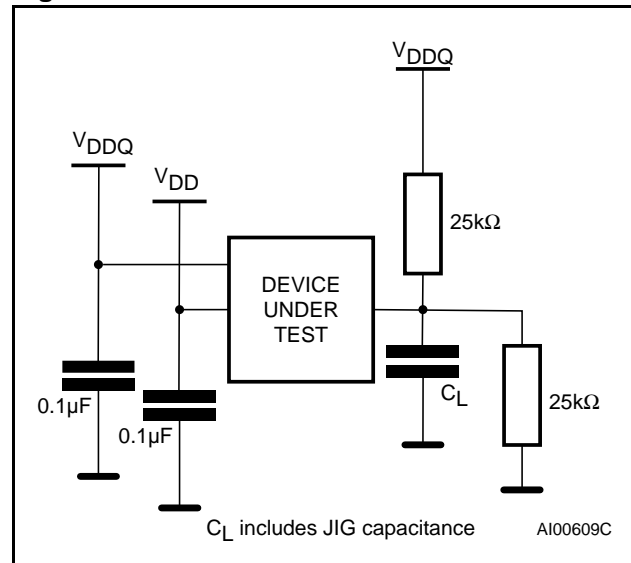 VDDQ
VDDQ
VDD
25kΩ
DEVICE
UNDER
TEST
0.1µF
0.1µF
CL
25kΩ
CL includes JIG capacitance
AI00609C